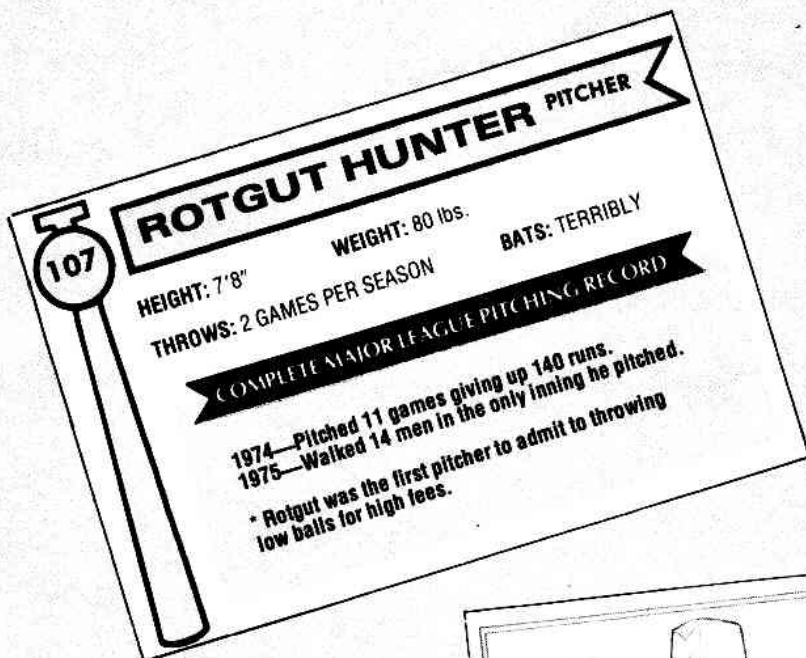 ROTGUT HUNTER PITCHER
107
HEIGHT: 7'8" WEIGHT: 80 lbs.
THROWS: 2 GAMES PER SEASON BATS: TERRIBLY
COMPLETE MAJOR LEAGUE PITCHING RECORD
1974—Pitched 11 games giving up 140 runs.
1975—Walked 14 men in the only inning he pitched.
* Rotgut was the first pitcher to admit to throwing
low balls for high fees.